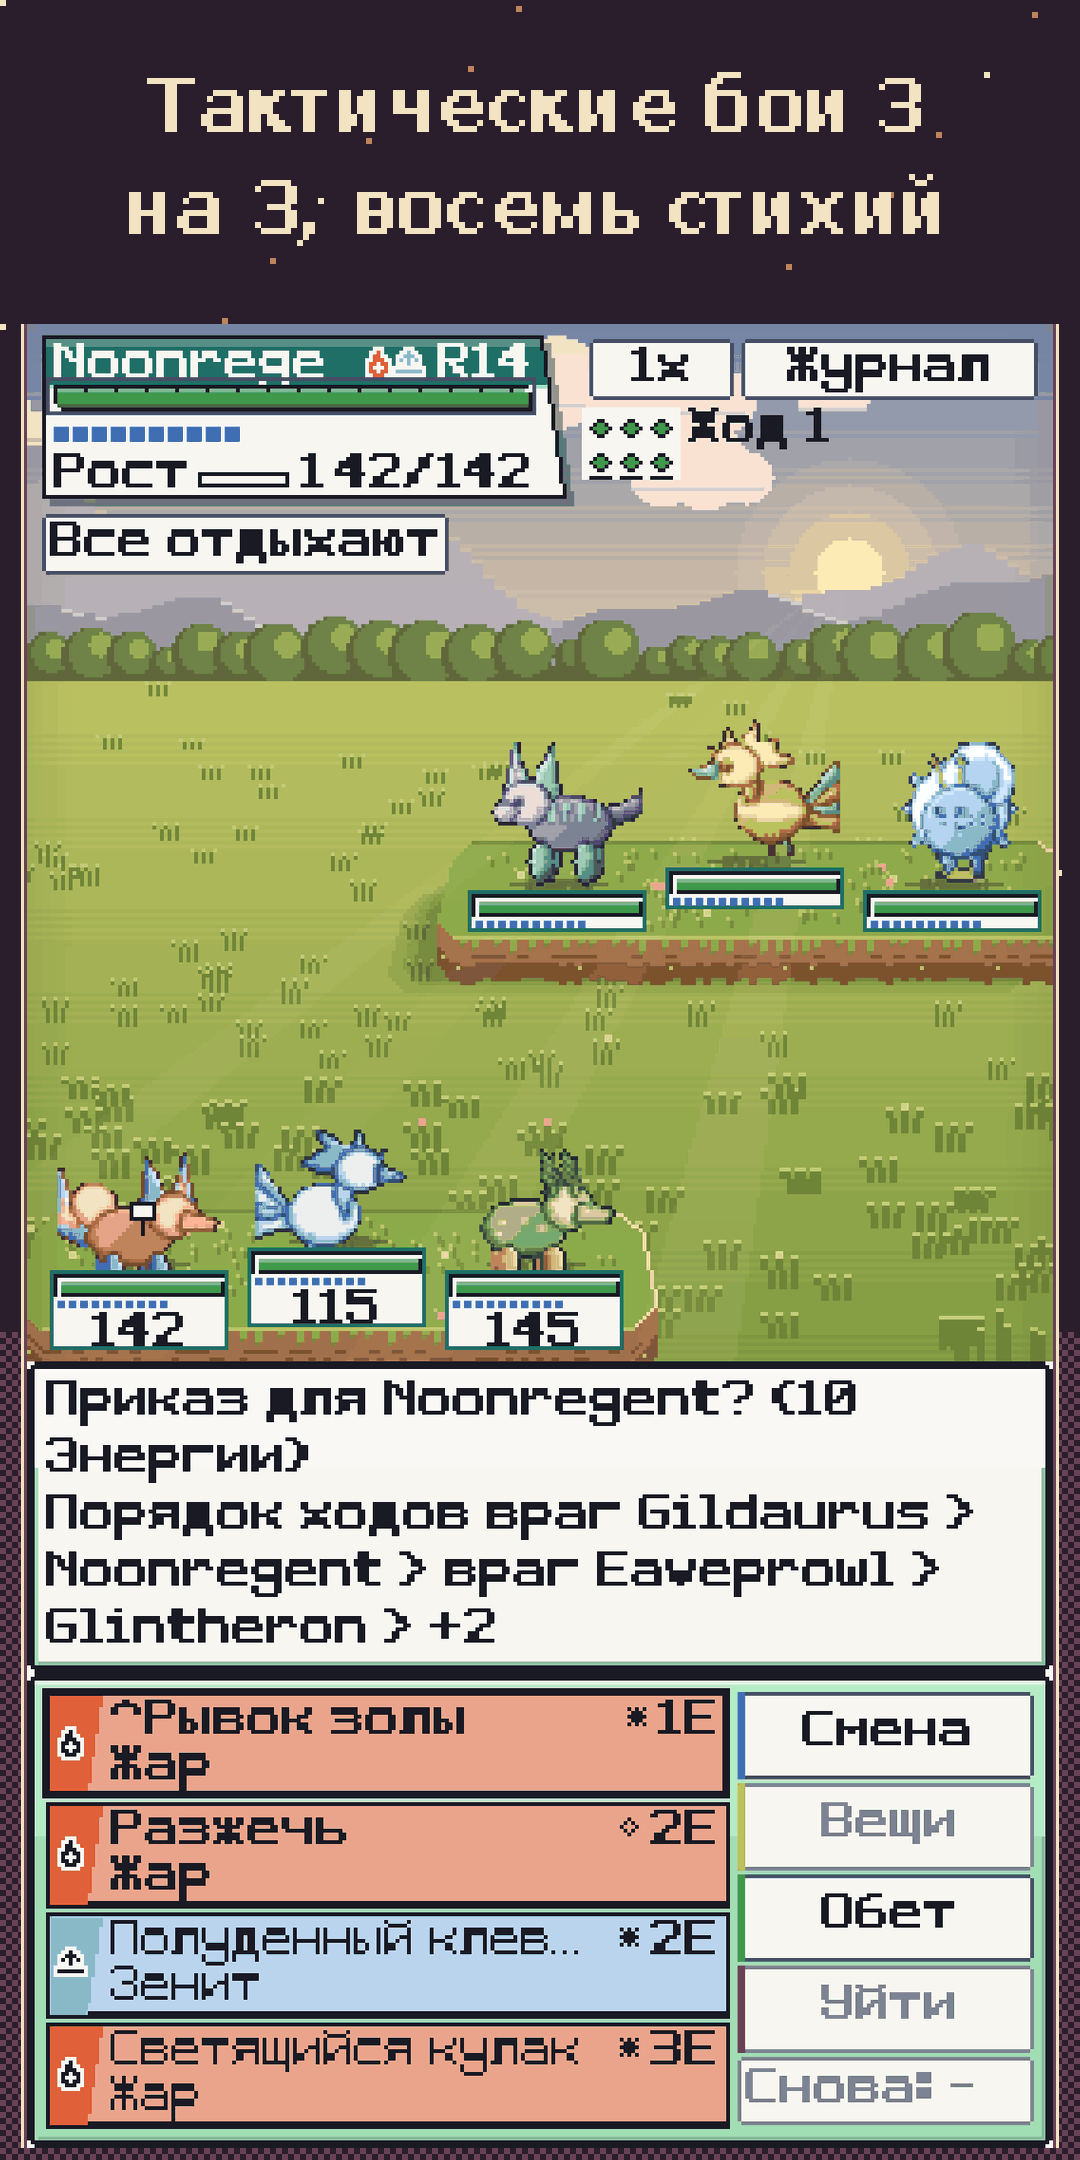 Тактические бои 3
на 3, восемь стихий
Noonrege R14
1x
Журнал
Ход 1
Рост 142/142
Все отдыхают
142
115
145
Приказ для Noonregent? (10
Энергии)
Порядок ходов враг Gildaurus >
Noonregent > враг Eaweprowl >
Glintheron > +2
^Рывок золы *1E
Жар
Разжечь ◇2E
Жар
Полуденный клев... *2E
Зенит
Светящийся кулак *3E
Жар
Смена
Вещи
Обет
Уйти
Снова: -